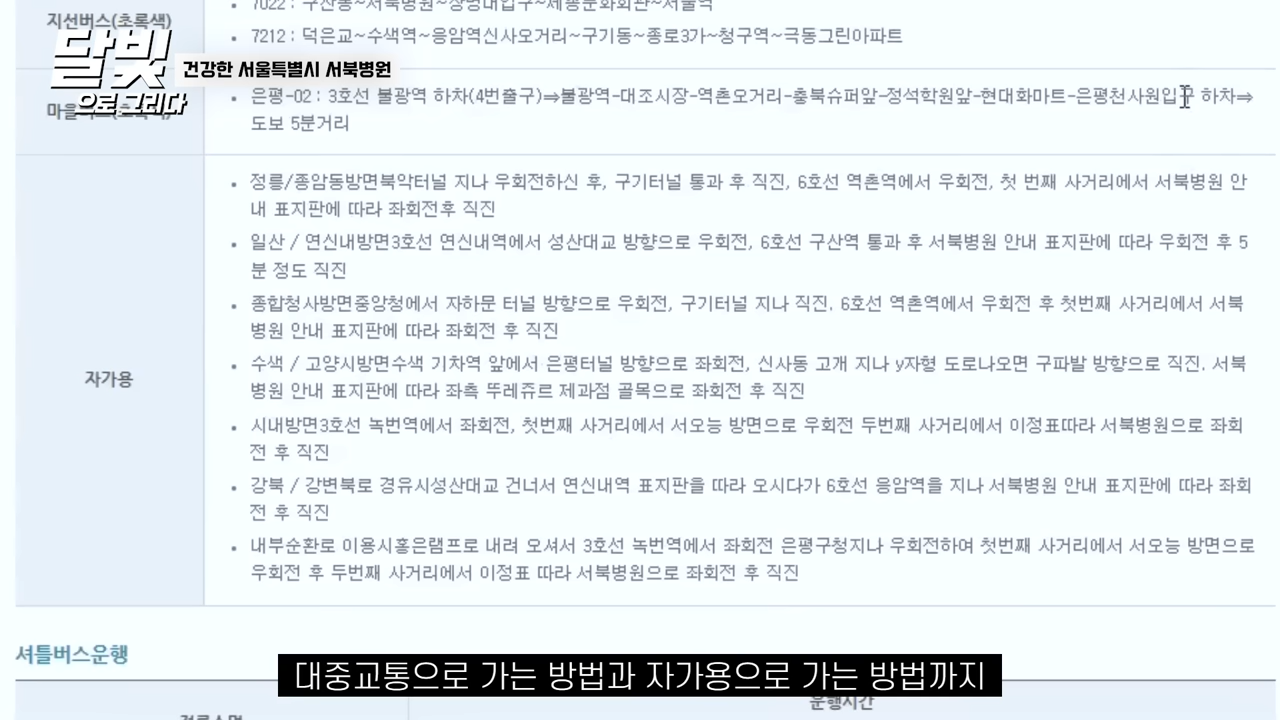 지선버스(초록색)
7022 : 구산동~서북병원~상명대입구~세종문화회관~서울역
7212 : 덕은교~수색역~응암역신사오거리~구기동~종로3가~청구역~극동그린아파트
달빛
으로 그리다
건강한 서울특별시 서북병원
은평-02 : 3호선 불광역 하차(4번출구)⇒불광역-대조시장-역촌오거리-충북슈퍼앞-정석학원앞-현대화마트-은평천사원입구 하차⇒
도보 5분거리
자가용
정릉/종암동방면북악터널 지나 우회전하신 후, 구기터널 통과 후 직진, 6호선 역촌역에서 우회전, 첫 번째 사거리에서 서북병원 안
내 표지판에 따라 좌회전후 직진
일산 / 연신내방면3호선 연신내역에서 성산대교 방향으로 우회전, 6호선 구산역 통과 후 서북병원 안내 표지판에 따라 우회전 후 5
분 정도 직진
종합청사방면중앙청에서 자하문 터널 방향으로 우회전, 구기터널 지나 직진. 6호선 역촌역에서 우회전 후 첫번째 사거리에서 서북
병원 안내 표지판에 따라 좌회전 후 직진
수색 / 고양시방면수색 기차역 앞에서 은평터널 방향으로 좌회전, 신사동 고개 지나 y자형 도로나오면 구파발 방향으로 직진. 서북
병원 안내 표지판에 따라 좌측 뚜레쥬르 제과점 골목으로 좌회전 후 직진
시내방면3호선 녹번역에서 좌회전, 첫번째 사거리에서 서오능 방면으로 우회전 두번째 사거리에서 이정표따라 서북병원으로 좌회
전 후 직진
강북 / 강변북로 경유시성산대교 건너서 연신내역 표지판을 따라 오시다가 6호선 응암역을 지나 서북병원 안내 표지판에 따라 좌회
전 후 직진
내부순환로 이용시홍은램프로 내려 오셔서 3호선 녹번역에서 좌회전 은평구청지나 우회전하여 첫번째 사거리에서 서오능 방면으로
우회전 후 두번째 사거리에서 이정표 따라 서북병원으로 좌회전 후 직진
셔틀버스운행
대중교통으로 가는 방법과 자가용으로 가는 방법까지
운행시간